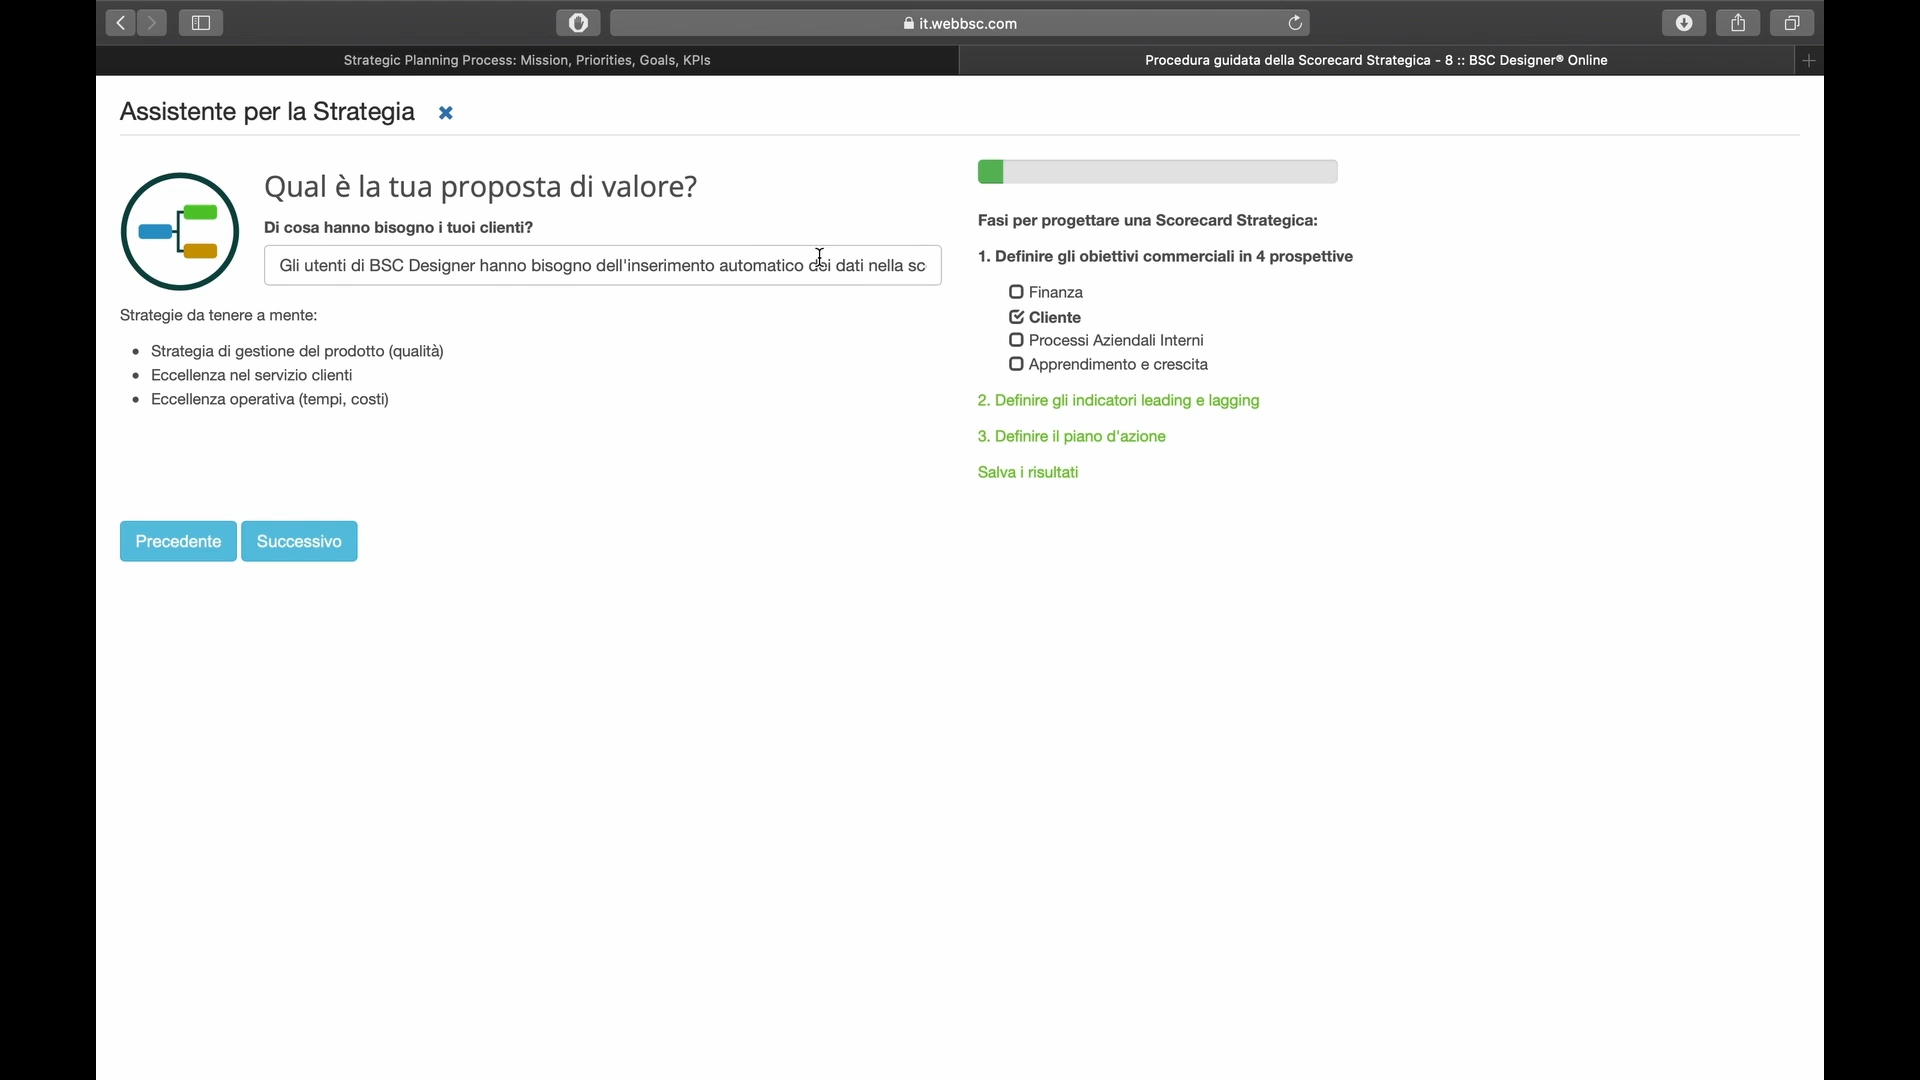 it.webbsc.com
Strategic Planning Process: Mission, Priorities, Goals, KPIs
Procedura guidata della Scorecard Strategica - 8 :: BSC Designer® Online
Assistente per la Strategia
Qual è la tua proposta di valore?
Di cosa hanno bisogno i tuoi clienti?
Gli utenti di BSC Designer hanno bisogno dell'inserimento automatico dei dati nella sc
Strategie da tenere a mente:
• Strategia di gestione del prodotto (qualità)
• Eccellenza nel servizio clienti
• Eccellenza operativa (tempi, costi)
Precedente
Successivo
Fasi per progettare una Scorecard Strategica:
1. Definire gli obiettivi commerciali in 4 prospettive
Finanza
Cliente
Processi Aziendali Interni
Apprendimento e crescita
2. Definire gli indicatori leading e lagging
3. Definire il piano d'azione
Salva i risultati